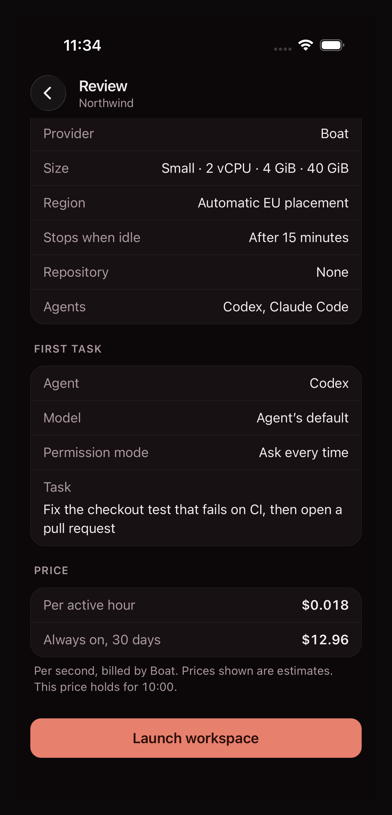 11:34
Review
Northwind
Provider Boat
Size Small · 2 vCPU · 4 GiB · 40 GiB
Region Automatic EU placement
Stops when idle After 15 minutes
Repository None
Agents Codex, Claude Code
FIRST TASK
Agent Codex
Model Agent’s default
Permission mode Ask every time
Task
Fix the checkout test that fails on CI, then open a
pull request
PRICE
Per active hour $0.018
Always on, 30 days $12.96
Per second, billed by Boat. Prices shown are estimates.
This price holds for 10:00.
Launch workspace